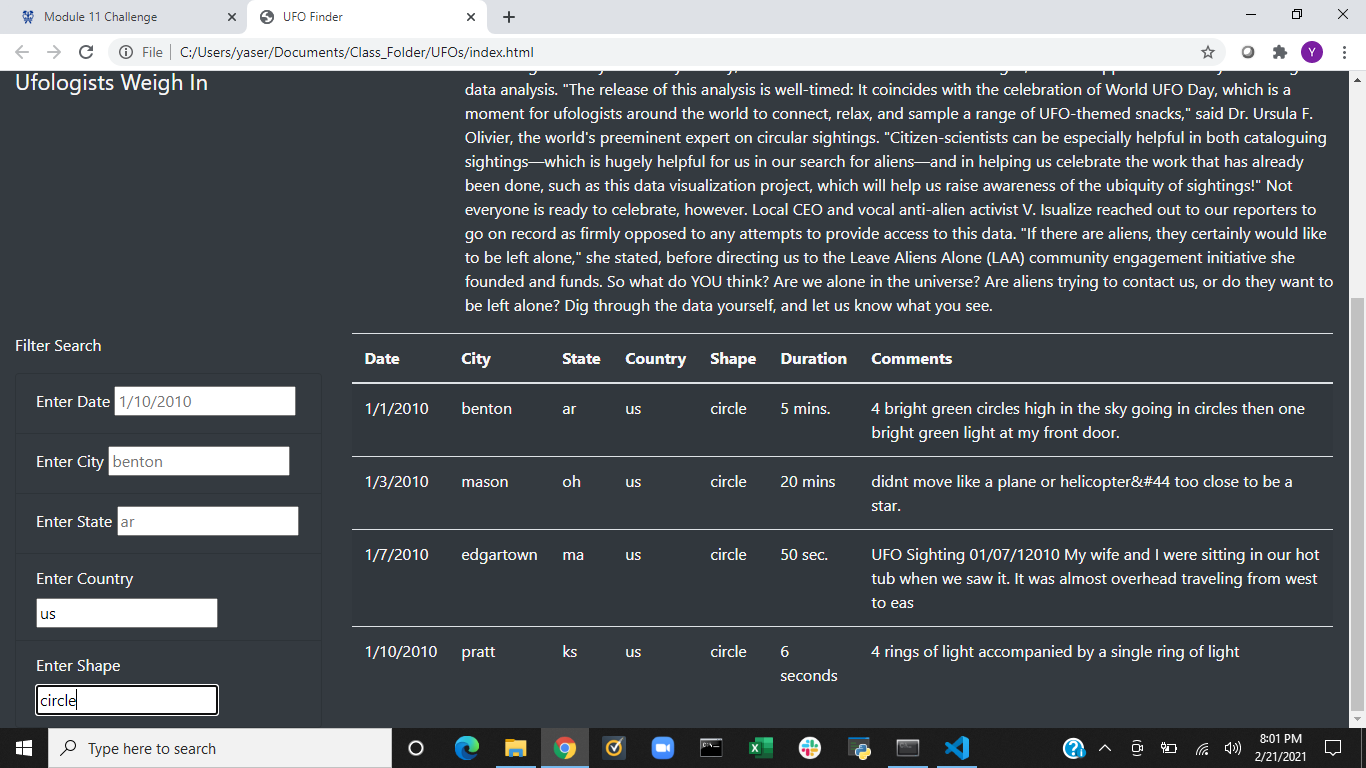 Module 11 Challenge
UFO Finder
File
C:/Users/yaser/Documents/Class_Folder/UFOs/index.html
Y
Ufologists Weigh In
data analysis. "The release of this analysis is well-timed: It coincides with the celebration of World UFO Day, which is a
moment for ufologists around the world to connect, relax, and sample a range of UFO-themed snacks," said Dr. Ursula F.
Olivier, the world's preeminent expert on circular sightings. "Citizen-scientists can be especially helpful in both cataloguing
sightings—which is hugely helpful for us in our search for aliens—and in helping us celebrate the work that has already
been done, such as this data visualization project, which will help us raise awareness of the ubiquity of sightings!" Not
everyone is ready to celebrate, however. Local CEO and vocal anti-alien activist V. Isualize reached out to our reporters to
go on record as firmly opposed to any attempts to provide access to this data. "If there are aliens, they certainly would like
to be left alone," she stated, before directing us to the Leave Aliens Alone (LAA) community engagement initiative she
founded and funds. So what do YOU think? Are we alone in the universe? Are aliens trying to contact us, or do they want to
be left alone? Dig through the data yourself, and let us know what you see.
Filter Search
Enter Date 1/10/2010
Enter City benton
Enter State ar
Enter Country
us
Enter Shape
circle
Date City State Country Shape Duration Comments
1/1/2010 benton ar us circle 5 mins. 4 bright green circles high in the sky going in circles then one
bright green light at my front door.
1/3/2010 mason oh us circle 20 mins didnt move like a plane or helicopter&#44 too close to be a
star.
1/7/2010 edgartown ma us circle 50 sec. UFO Sighting 01/07/12010 My wife and I were sitting in our hot
tub when we saw it. It was almost overhead traveling from west
to eas
1/10/2010 pratt ks us circle 6 4 rings of light accompanied by a single ring of light
seconds
Type here to search
8:01 PM
2/21/2021